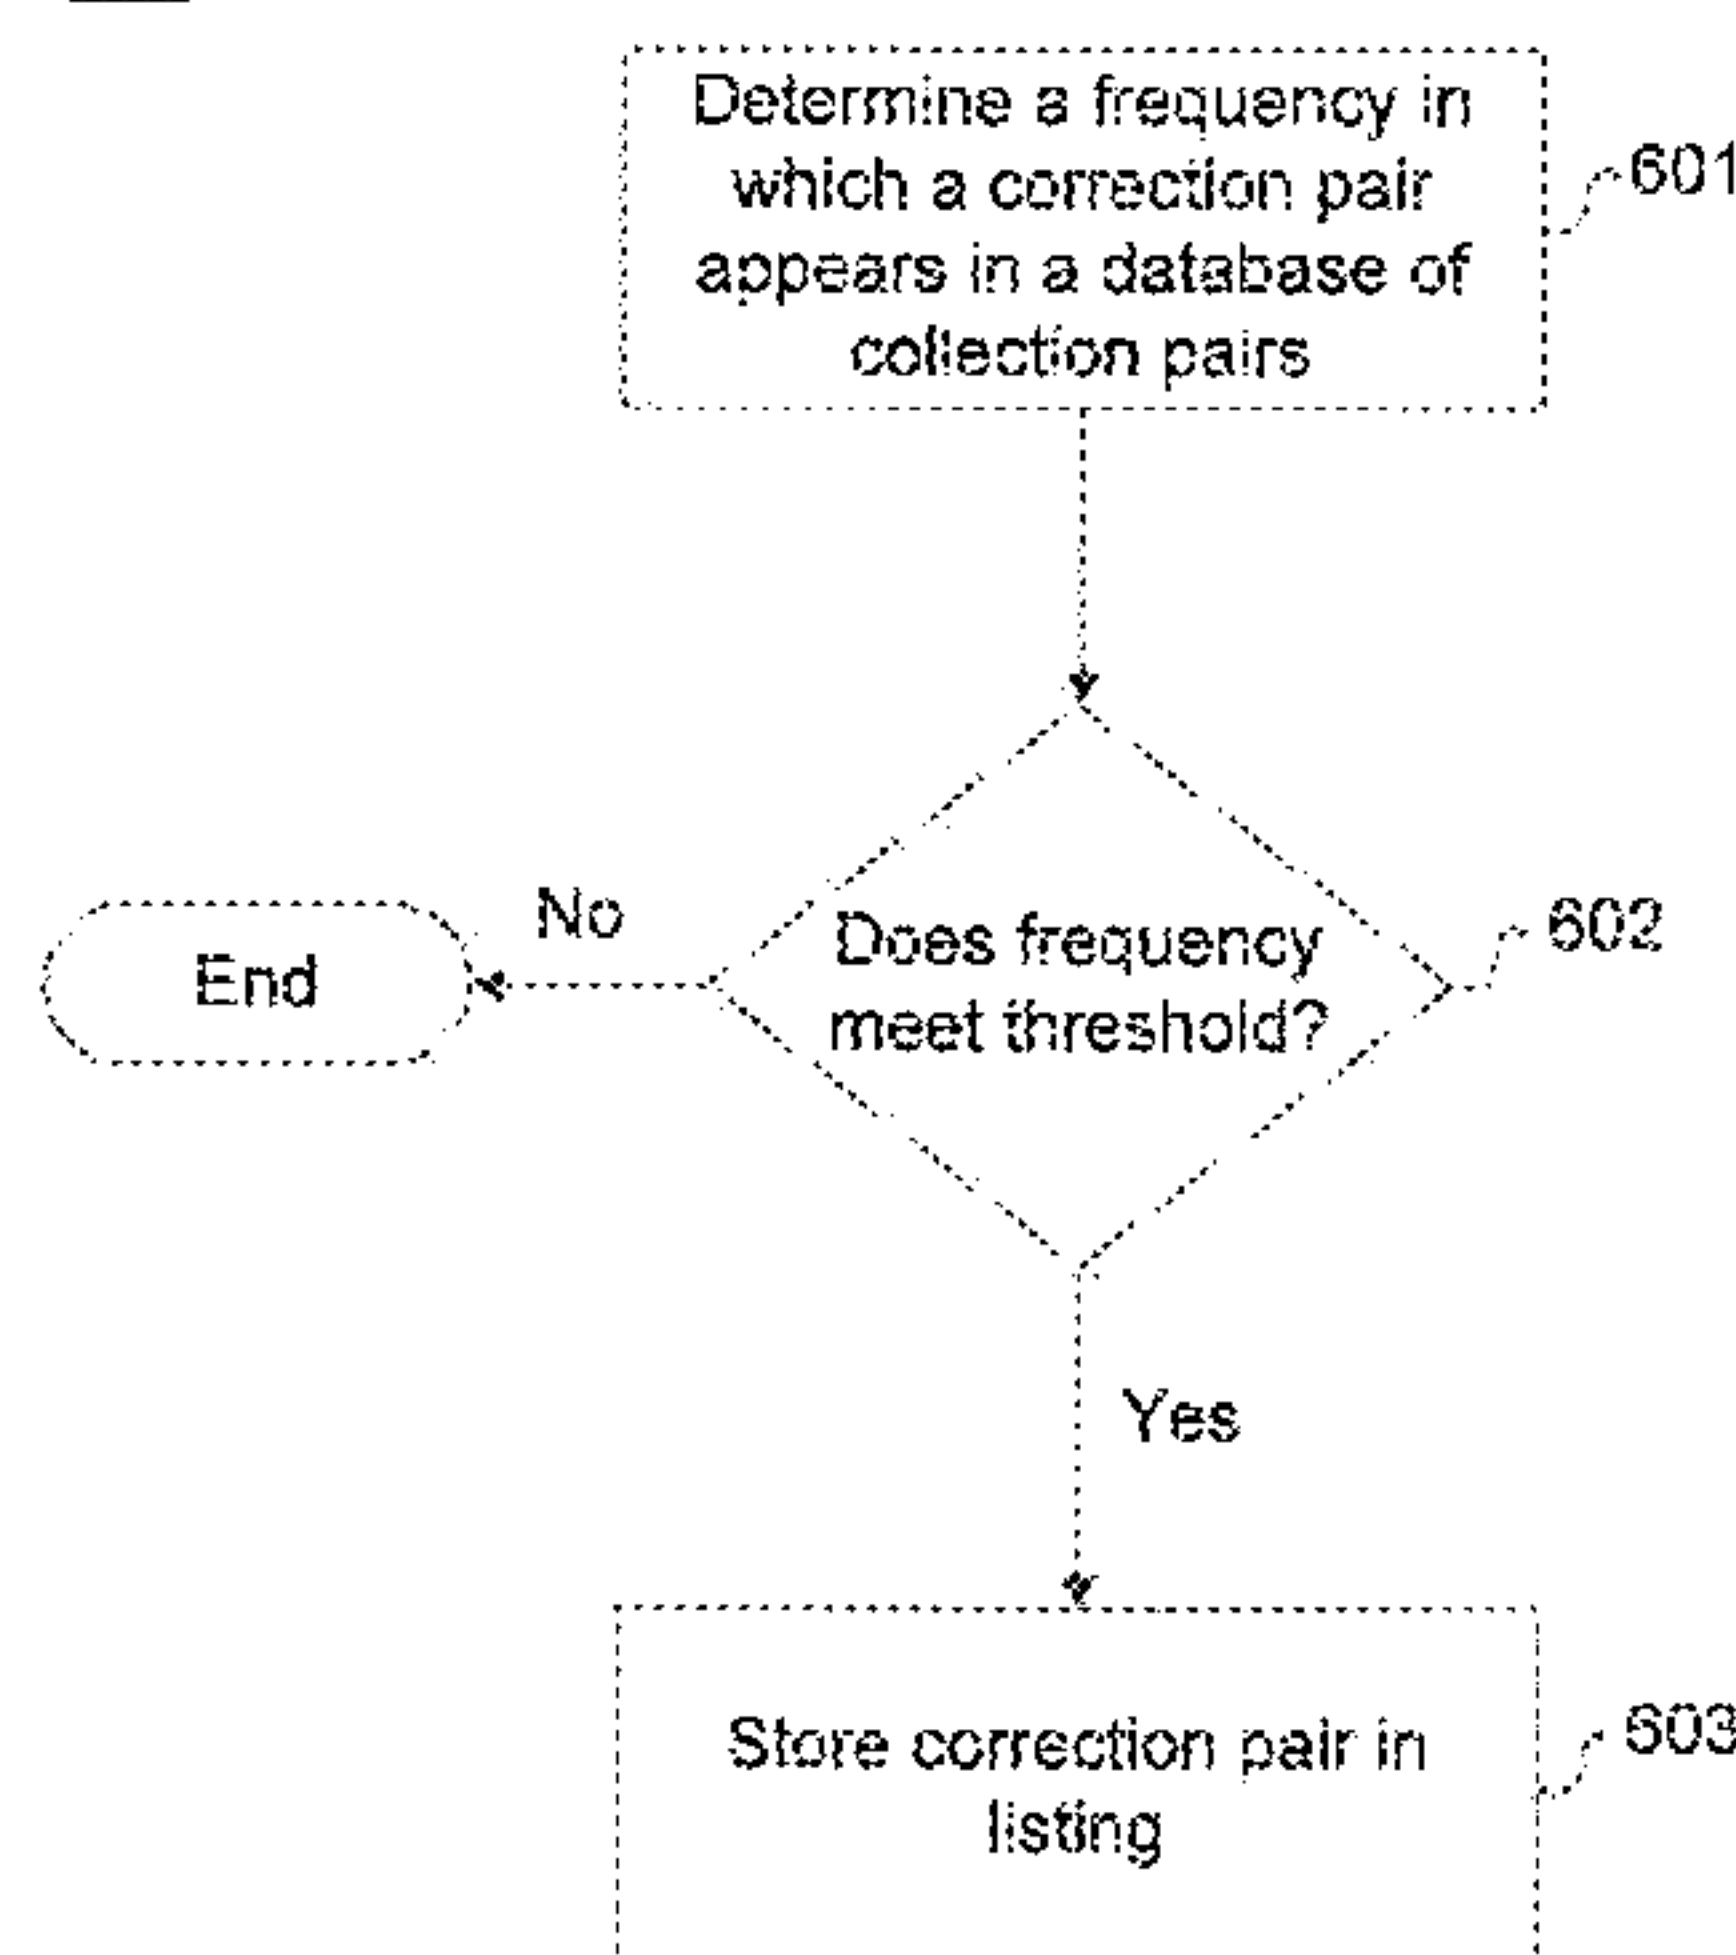 Determine a frequency in
which a correction pair
appears in a database of
collection pairs
601
No
End
Does frequency
meet threshold?
602
Yes
Store correction pair in
listing
603